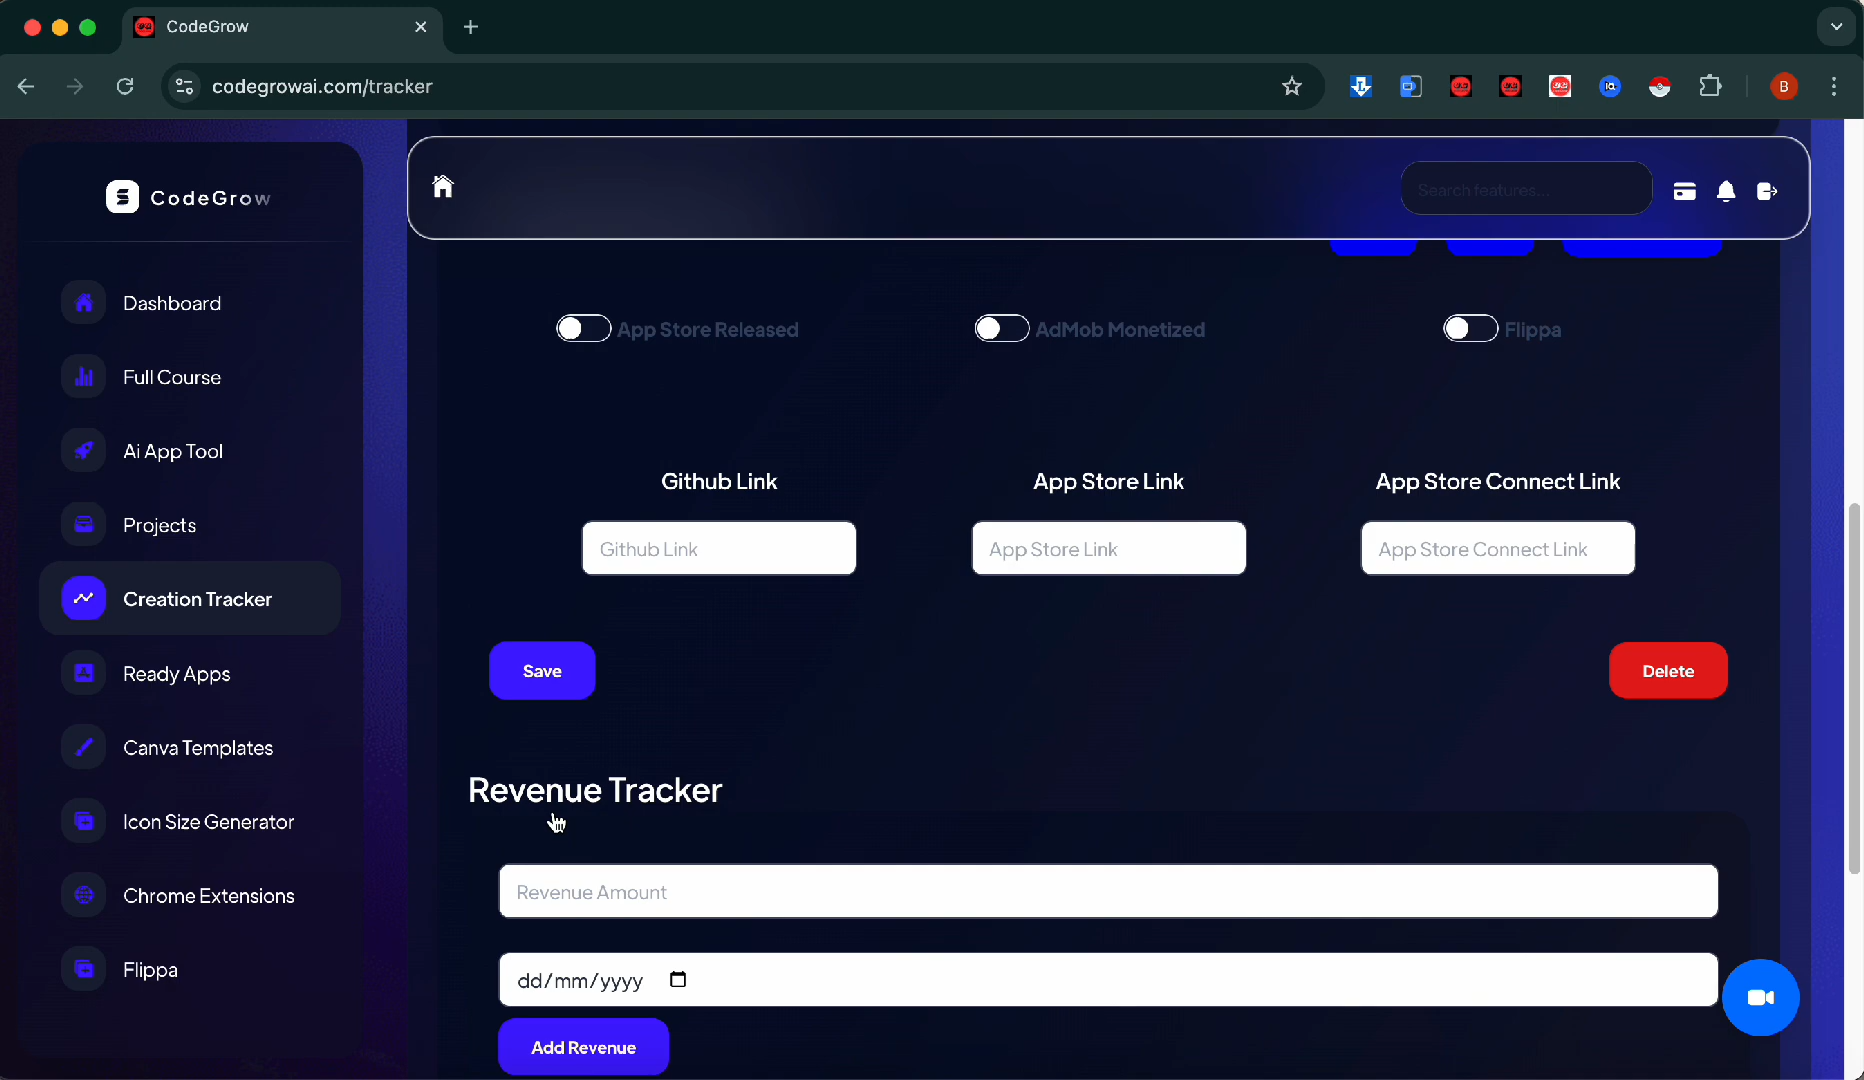 CodeGrow
codegrowai.com/tracker
B
CodeGrow
Search features...
Dashboard
Full Course
Ai App Tool
Projects
Creation Tracker
Ready Apps
Canva Templates
Icon Size Generator
Chrome Extensions
Flippa
App Store Released
AdMob Monetized
Flippa
Github Link
App Store Link
App Store Connect Link
Github Link
App Store Link
App Store Connect Link
Save
Delete
Revenue Tracker
Revenue Amount
dd/mm/yyyy
Add Revenue